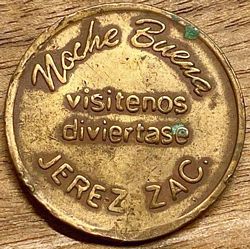 Noche Buena
visitenos
diviertase
JEREZ ZAC.